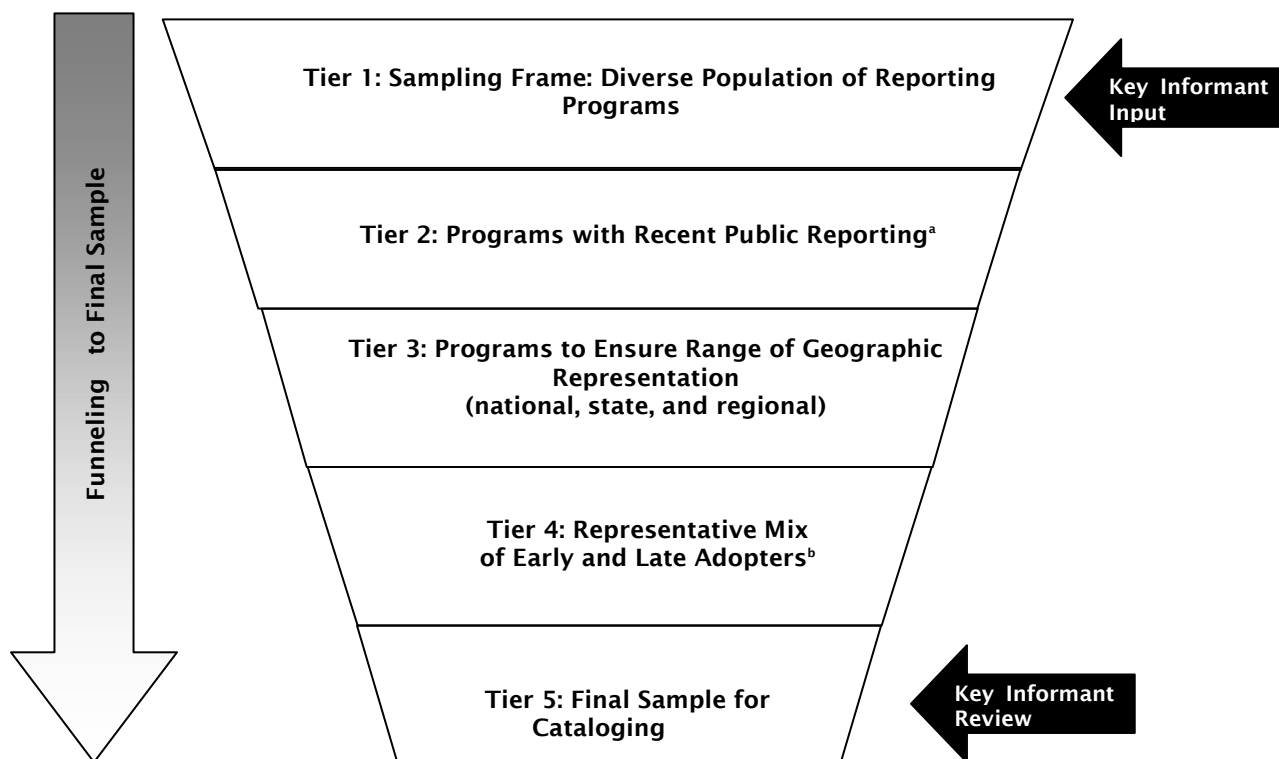 Tier 1: Sampling Frame: Diverse Population of Reporting
Programs
Key Informant
Input
Funneling to Final Sample
Tier 2: Programs with Recent Public Reportingᵃ
Tier 3: Programs to Ensure Range of Geographic
Representation
(national, state, and regional)
Tier 4: Representative Mix
of Early and Late Adoptersᵇ
Tier 5: Final Sample for
Cataloging
Key Informant
Review